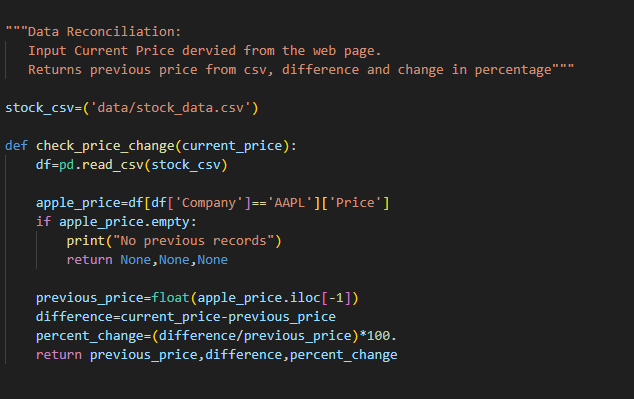 """Data Reconciliation:
   Input Current Price dervied from the web page.
   Returns previous price from csv, difference and change in percentage"""

stock_csv=('data/stock_data.csv')

def check_price_change(current_price):
    df=pd.read_csv(stock_csv)

    apple_price=df[df['Company']=='AAPL']['Price']
    if apple_price.empty:
        print("No previous records")
        return None,None,None

    previous_price=float(apple_price.iloc[-1])
    difference=current_price-previous_price
    percent_change=(difference/previous_price)*100.
    return previous_price,difference,percent_change